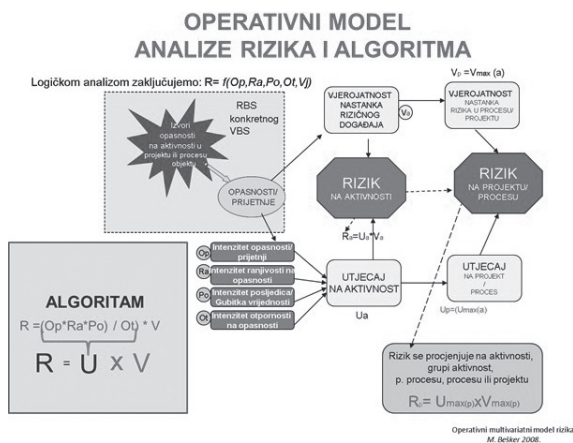 OPERATIVNI MODEL
ANALIZE RIZIKA I ALGORITMA
Logičkom analizom zaključujemo: R= f(Op,Ra,Po,Ot,Vj)
RBS
konkretnog
VBS
Izvori
opasnosti
na aktivnosti u
projektu ili procesu
objektu
OPASNOSTI/
PRIJETNJE
VJEROJATNOST
NASTANKA
RIZIČNOG
DOGAĐAJA
Va
Vp =Vmax (a)
VJEROJATNOST
NASTANKA
RIZIKA U PROCESU/
PROJEKTU
RIZIK
NA AKTIVNOSTI
RIZIK
NA PROJEKTU/
PROCESU
Ra=Ua*Va
Op
Intenzitet opasnosti/
prijetnji
Ra
Intenzitet ranjivosti na
opasnosti
Po
Intenzitet posljedica/
Gubitka vrijednosti
Ot
Intenzitet otpornosti
na opasnosti
UTJECAJ
NA AKTIVNOST
Ua
UTJECAJ
NA PROJEKT
/
PROCES
Up=(Umax(a)
ALGORITAM
R =(Op*Ra*Po) / Ot) * V
R = U x V
Rizik se procjenjuje na aktivnosti,
grupi aktivnost,
p. procesu, procesu ili projektu
Rp= Umax(p)xVmax(p)
Operativni multivariatni model rizika
M. Bešker 2008.